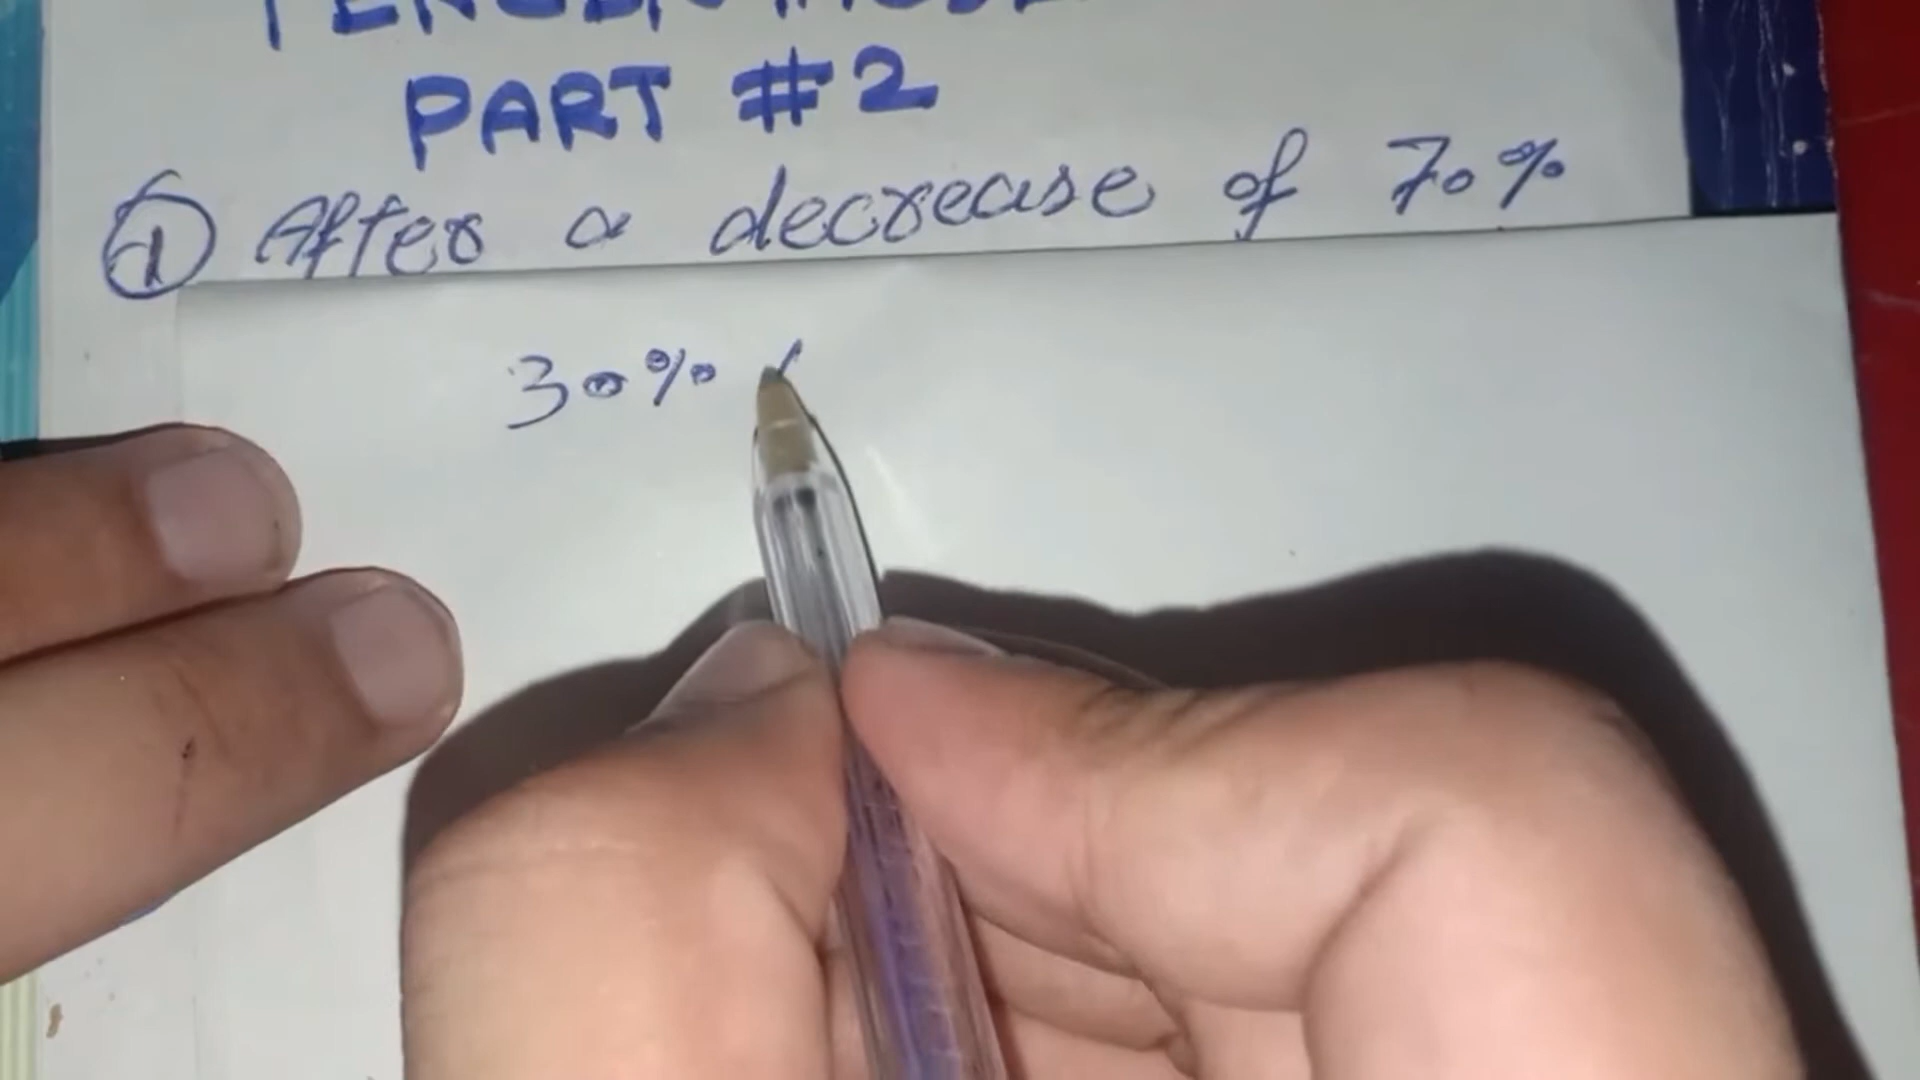 PART #2
① After a decrease of 70%
30%